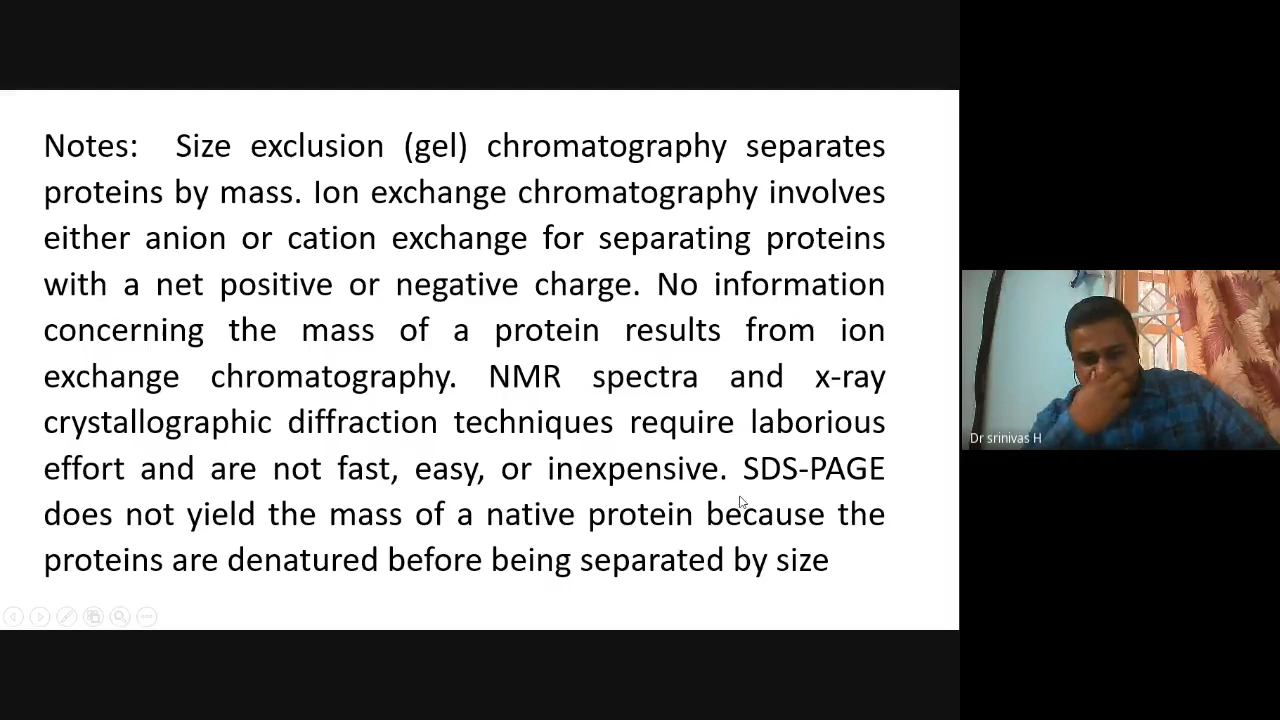 Notes: Size exclusion (gel) chromatography separates
proteins by mass. Ion exchange chromatography involves
either anion or cation exchange for separating proteins
with a net positive or negative charge. No information
concerning the mass of a protein results from ion
exchange chromatography. NMR spectra and x-ray
crystallographic diffraction techniques require laborious
effort and are not fast, easy, or inexpensive. SDS-PAGE
does not yield the mass of a native protein because the
proteins are denatured before being separated by size
Dr srinivas H